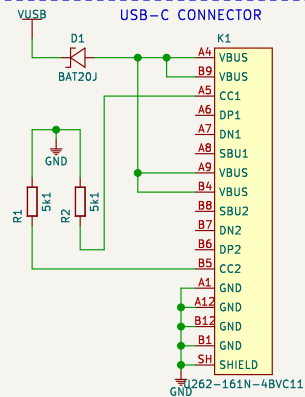 USB-C CONNECTOR
VUSB
D1
K1
BAT20J
A4 VBUS
B9 VBUS
A5 CC1
A6 DP1
A7 DN1
A8 SBU1
A9 VBUS
B4 VBUS
B8 SBU2
B7 DN2
B6 DP2
B5 CC2
A1 GND
A12 GND
B12 GND
B1 GND
SH SHIELD
GND
R1 5k1
R2 5k1
GND
U262-161N-4BVC11